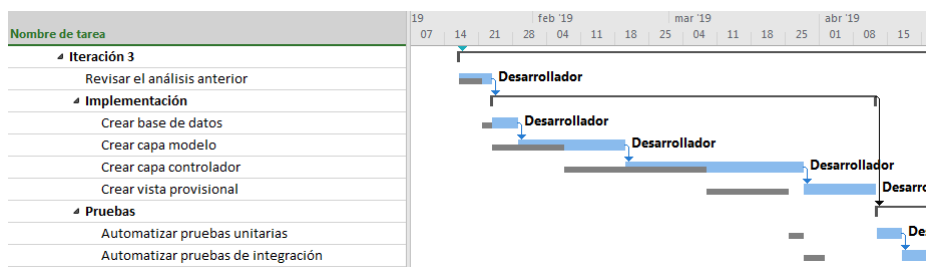 19 feb '19 mar '19 abr '19
Nombre de tarea 07 14 21 28 04 11 18 25 04 11 18 25 01 08 15
Iteración 3
Revisar el análisis anterior Desarrollador
Implementación
Crear base de datos Desarrollador
Crear capa modelo Desarrollador
Crear capa controlador Desarrollador
Crear vista provisional Desarro
Pruebas
Automatizar pruebas unitarias De
Automatizar pruebas de integración